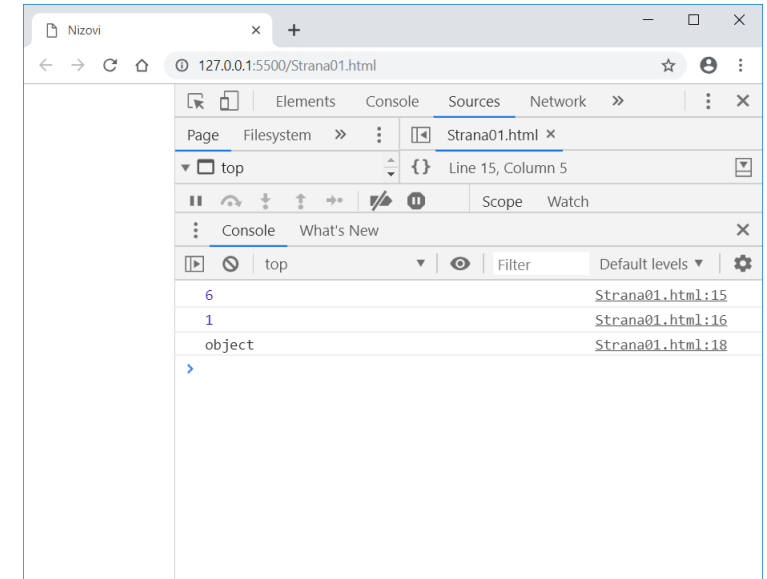 Nizovi
127.0.0.1:5500/Strana01.html
Elements Console Sources Network »
Page Filesystem » Strana01.html ×
top {} Line 15, Column 5
Scope Watch
Console What's New
top Filter Default levels
6 Strana01.html:15
1 Strana01.html:16
object Strana01.html:18